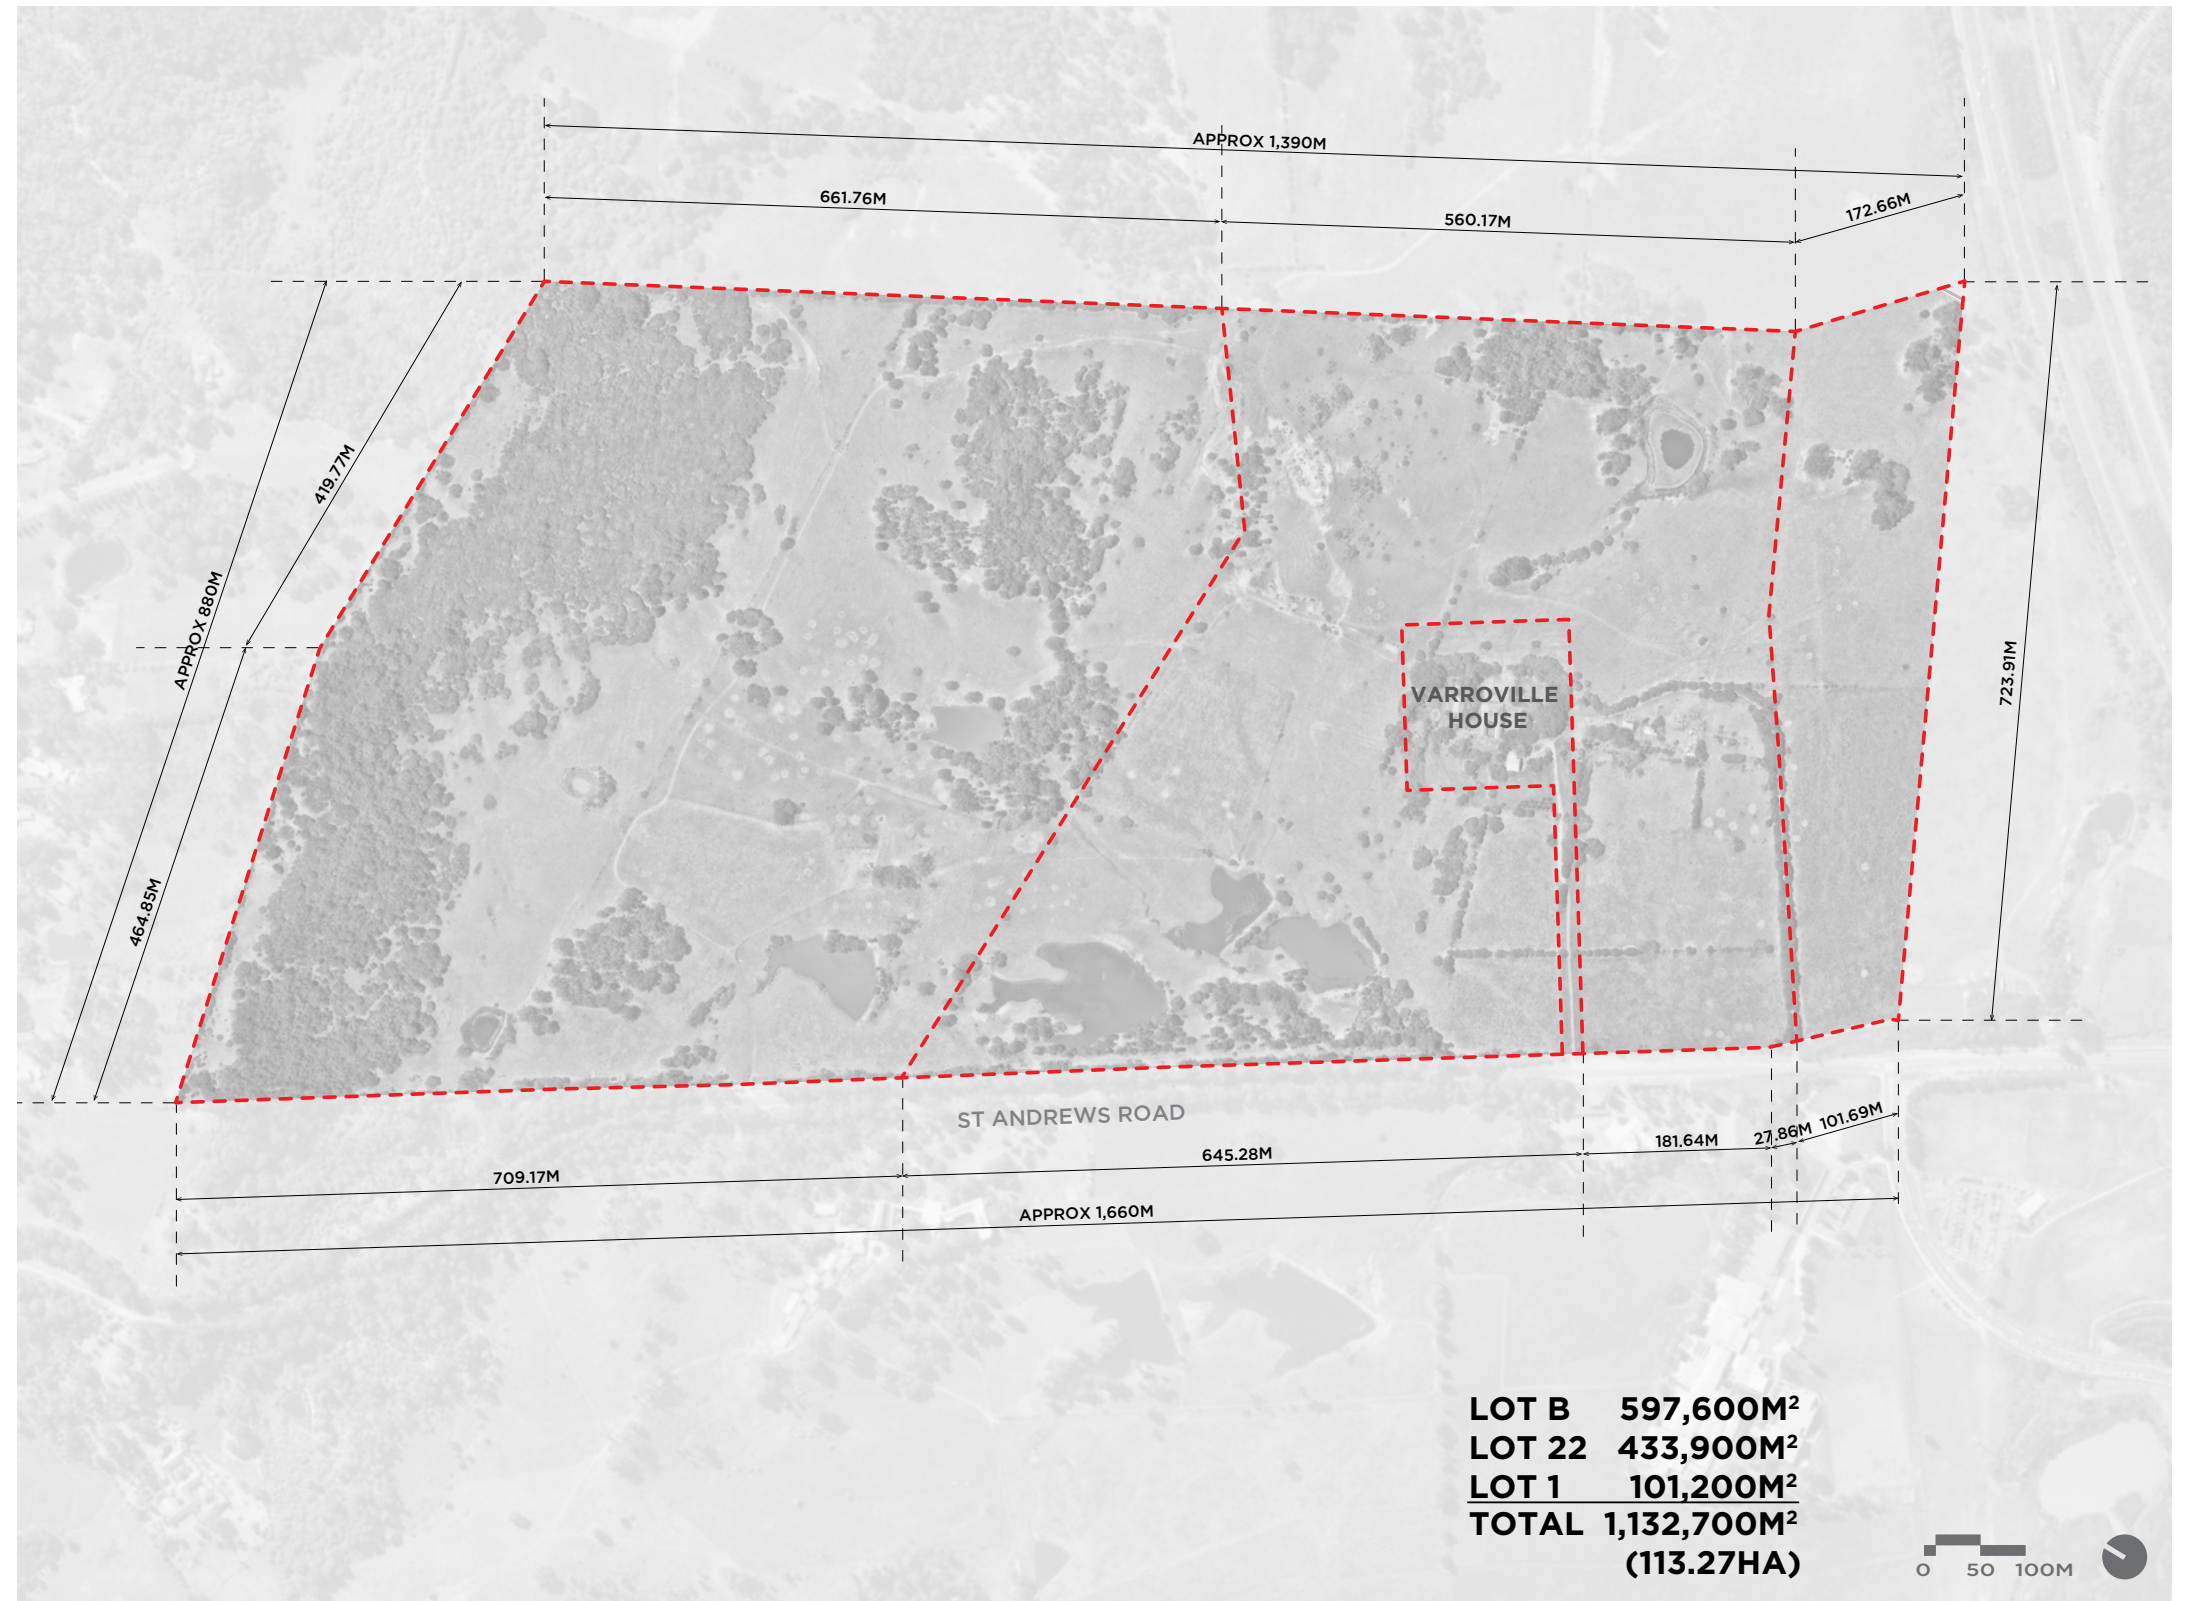 APPROX 1,390M
661.76M
560.17M
172.66M
419.77M
APPROX 880M
464.85M
723.91M
VARROVILLE
HOUSE
ST ANDREWS ROAD
709.17M
645.28M
181.64M
27.86M
101.69M
APPROX 1,660M
LOT B 597,600M²
LOT 22 433,900M²
LOT 1 101,200M²
TOTAL 1,132,700M²
(113.27HA)
0 50 100M